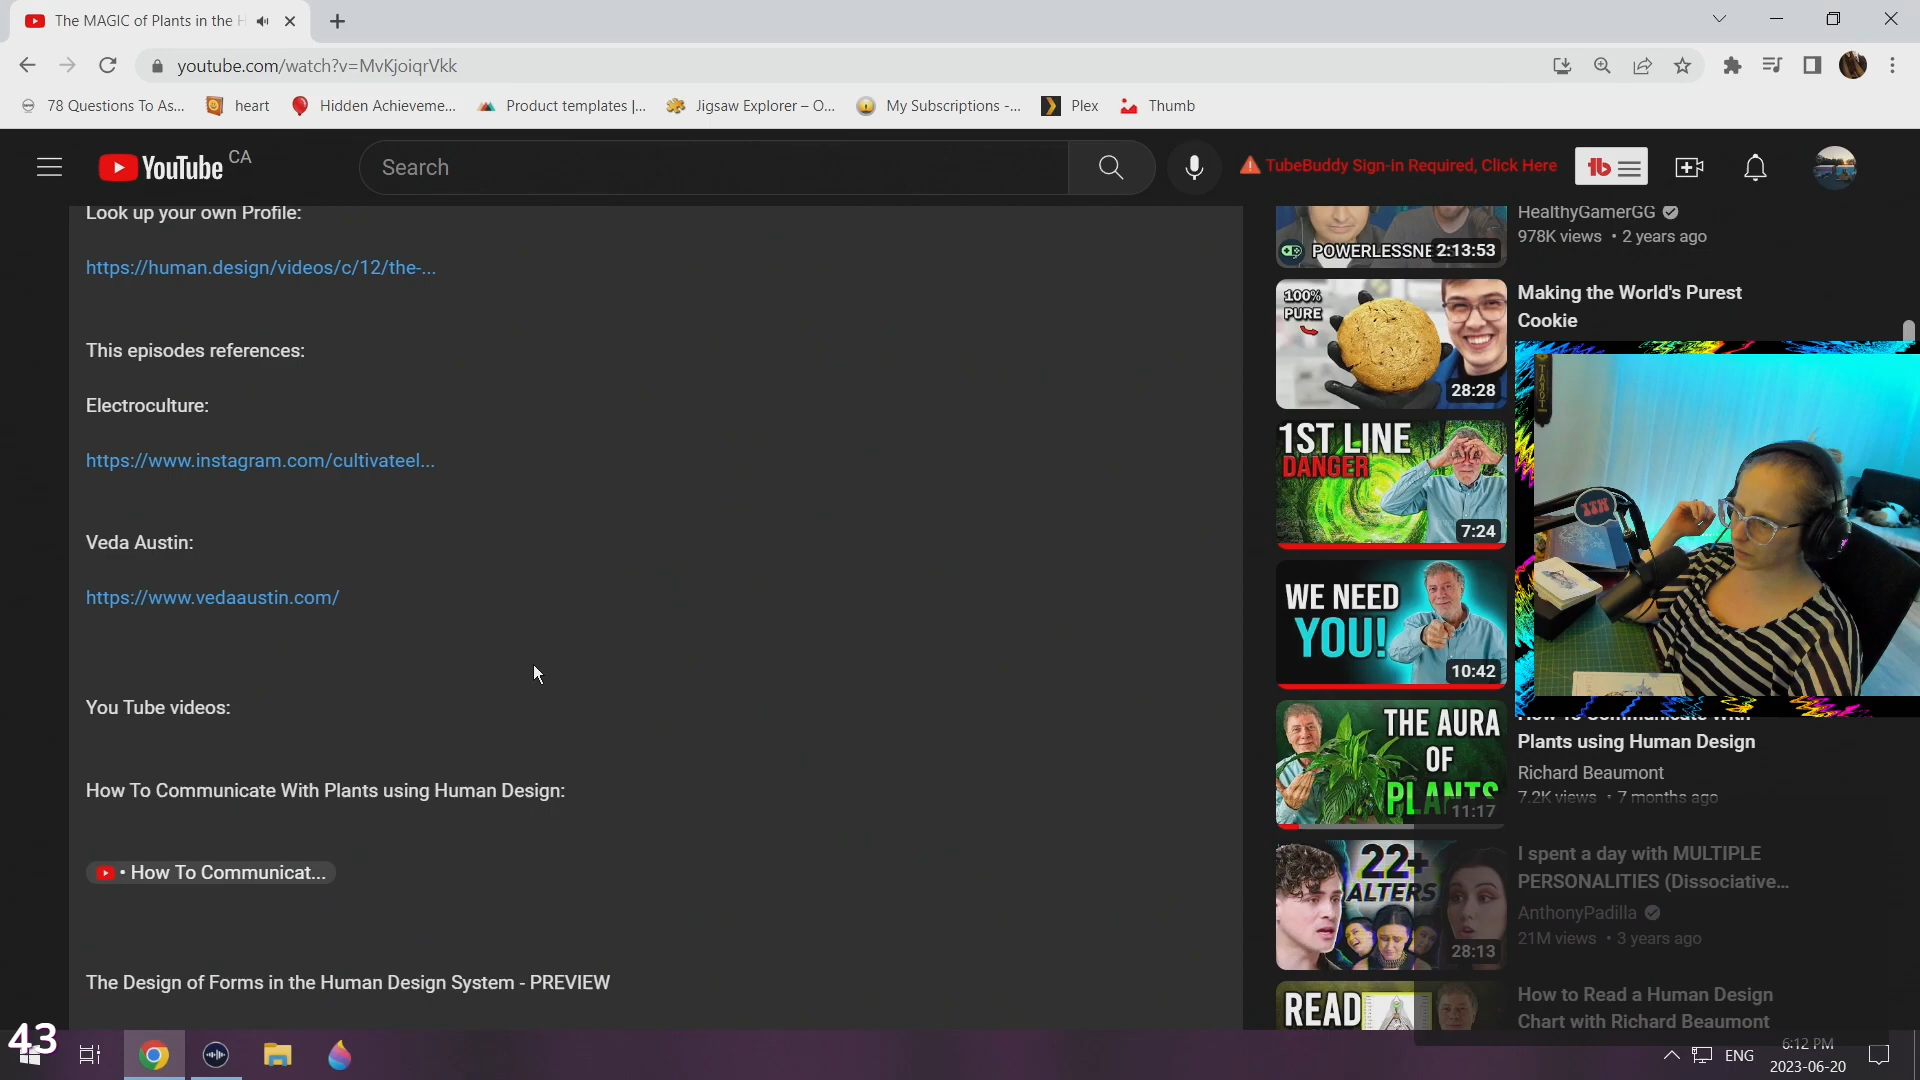 The MAGIC of Plants in the H
youtube.com/watch?v=MvKjoiqrVkk
78 Questions To As...
heart
Hidden Achieveme...
Product templates |...
Jigsaw Explorer – O...
My Subscriptions -...
Plex
Thumb
YouTube CA
Search
TubeBuddy Sign-in Required, Click Here
tb
Look up your own Profile:
https://human.design/videos/c/12/the-...
This episodes references:
Electroculture:
https://www.instagram.com/cultivateel...
Veda Austin:
https://www.vedaaustin.com/
You Tube videos:
How To Communicate With Plants using Human Design:
• How To Communicat...
The Design of Forms in the Human Design System - PREVIEW
POWERLESSNE
2:13:53
HealthyGamerGG
978K views • 2 years ago
100%
PURE
28:28
Making the World's Purest
Cookie
1ST LINE
DANGER
7:24
WE NEED
YOU!
10:42
THE AURA
OF
PLANTS
11:17
How To Communicate With
Plants using Human Design
Richard Beaumont
7.2K views • 7 months ago
22+
ALTERS
28:13
I spent a day with MULTIPLE
PERSONALITIES (Dissociative...
AnthonyPadilla
21M views • 3 years ago
READ
How to Read a Human Design
Chart with Richard Beaumont
TAROT
43
ENG
6:12 PM
2023-06-20